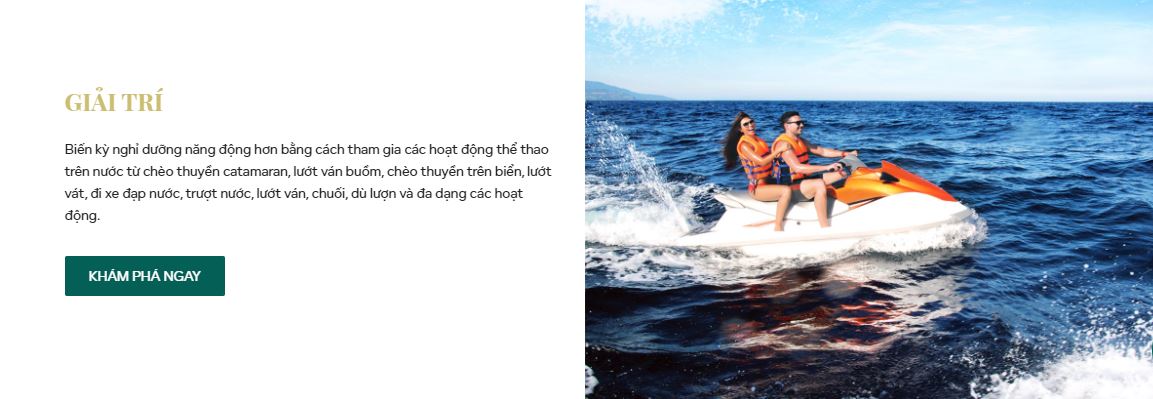 GIẢI TRÍ
Biến kỳ nghỉ dưỡng năng động hơn bằng cách tham gia các hoạt động thể thao
trên nước từ chèo thuyền catamaran, lướt ván buồm, chèo thuyền trên biển, lướt
vát, đi xe đạp nước, trượt nước, lướt ván, chuối, dù lượn và đa dạng các hoạt
động.
KHÁM PHÁ NGAY